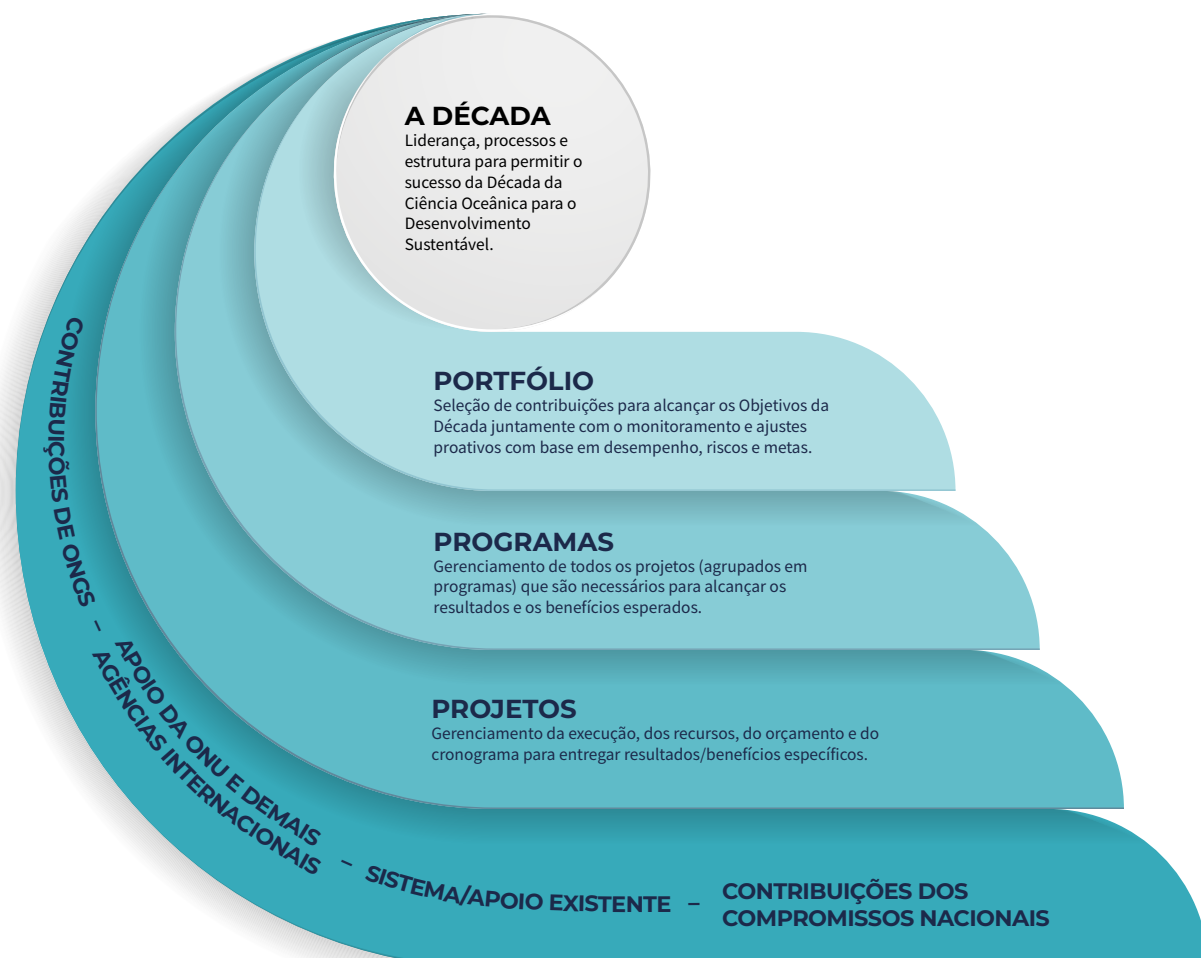 A DÉCADA
Liderança, processos e
estrutura para permitir o
sucesso da Década da
Ciência Oceânica para o
Desenvolvimento
Sustentável.
PORTFÓLIO
Seleção de contribuições para alcançar os Objetivos da
Década juntamente com o monitoramento e ajustes
proativos com base em desempenho, riscos e metas.
PROGRAMAS
Gerenciamento de todos os projetos (agrupados em
programas) que são necessários para alcançar os
resultados e os benefícios esperados.
PROJETOS
Gerenciamento da execução, dos recursos, do orçamento e do
cronograma para entregar resultados/benefícios específicos.
CONTRIBUIÇÕES DE ONGS –
APOIO DA ONU E DEMAIS
AGÊNCIAS INTERNACIONAIS
– SISTEMA/APOIO EXISTENTE –
CONTRIBUIÇÕES DOS
COMPROMISSOS NACIONAIS